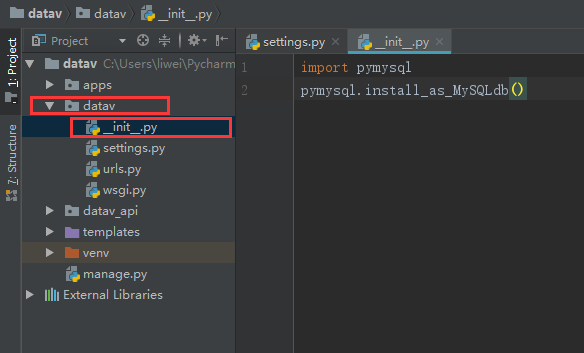 datav datav __init__.py
Project
settings.py × __init__.py ×
1: Project
7: Structure
datav C:\Users\liwei\Pycharm
apps
datav
__init__.py
settings.py
urls.py
wsgi.py
datav_api
templates
venv
manage.py
External Libraries
1 import pymysql
2 pymysql.install_as_MySQLdb()